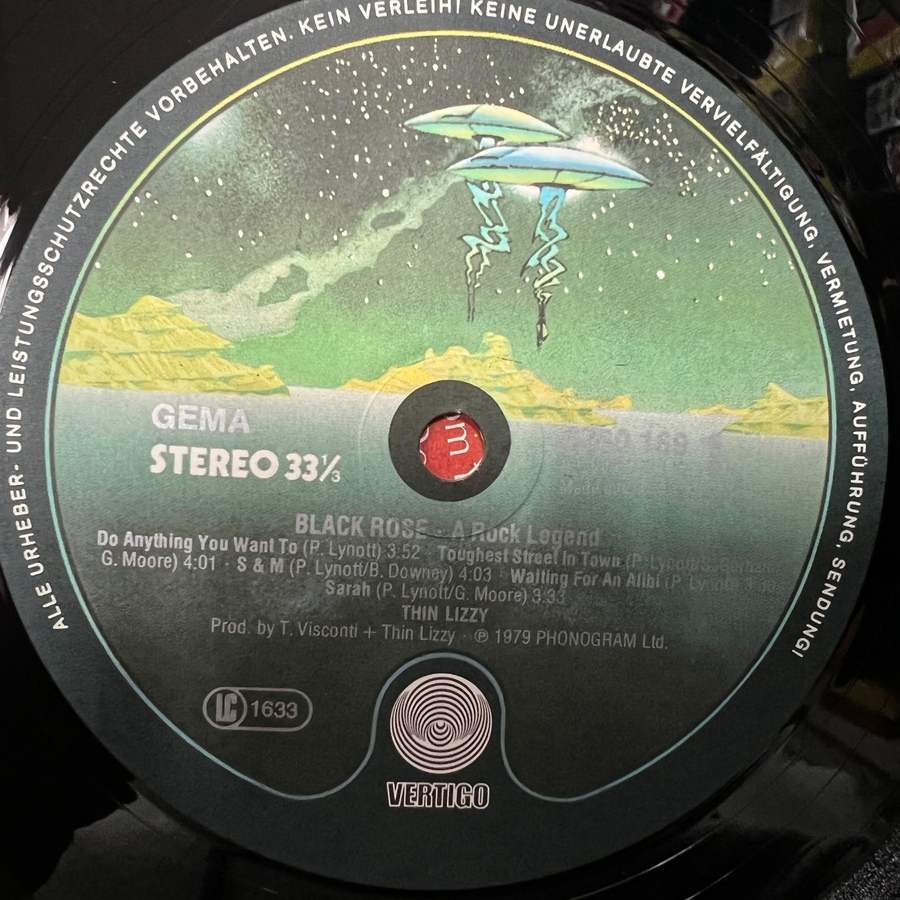 ALLE URHEBER- UND LEISTUNGSSCHUTZRECHTE VORBEHALTEN. KEIN VERLEIH! KEINE UNERLAUBTE VERVIELFÄLTIGUNG, VERMIETUNG, AUFFÜHRUNG, SENDUNG!
GEMA
STEREO 33⅓
BLACK ROSE - A Rock Legend
Do Anything You Want To (P. Lynott) 3:52 · Toughest Street In Town (P. Lynott/S.
G. Moore) 4:01 · S & M (P. Lynott/B. Downey) 4:03 · Waiting For An Alibi (P. Lynott)
Sarah (P. Lynott/G. Moore) 3:33
THIN LIZZY
Prod. by T. Visconti + Thin Lizzy · ℗ 1979 PHONOGRAM Ltd.
LC 1633
VERTIGO